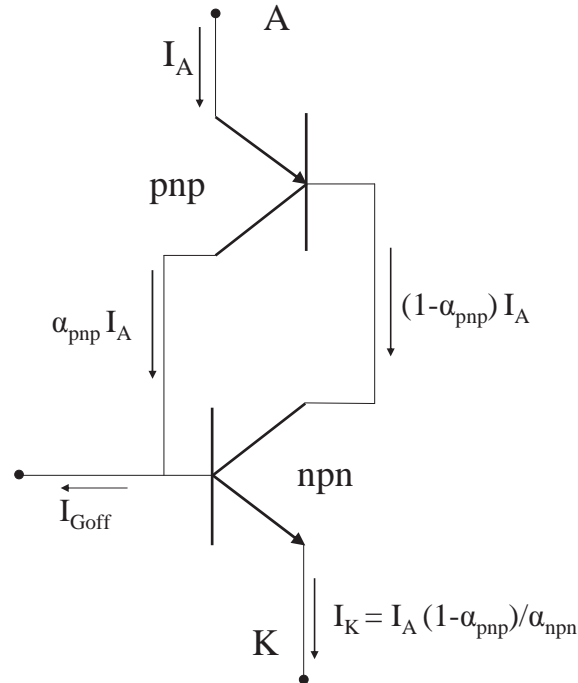 A
I_A
pnp
α_pnp I_A
(1-α_pnp) I_A
npn
I_Goff
I_K = I_A (1-α_pnp)/α_npn
K